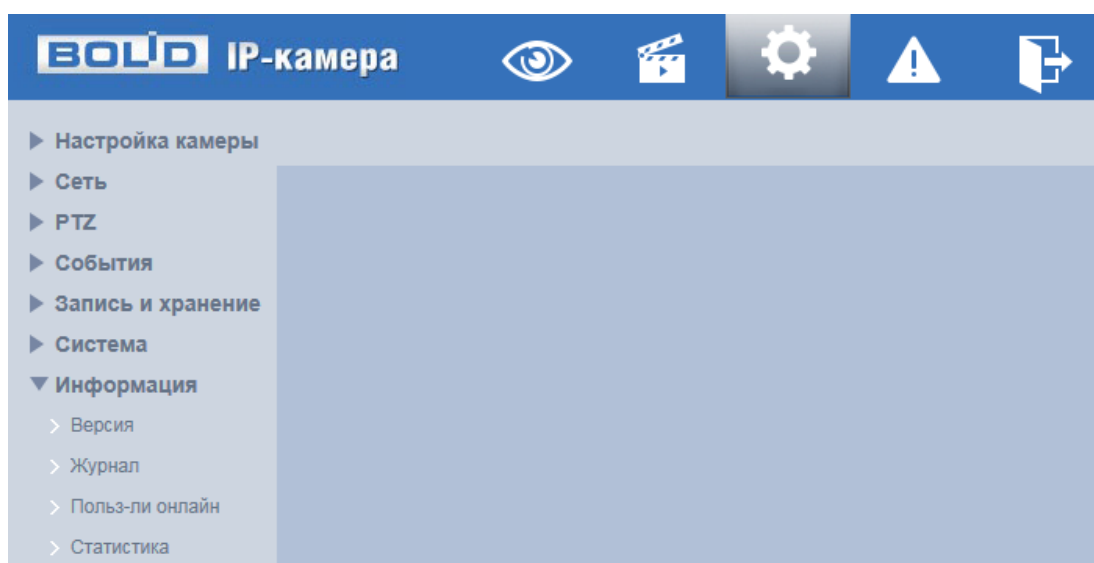 BOLID IP-камера
Настройка камеры
Сеть
PTZ
События
Запись и хранение
Система
Информация
Версия
Журнал
Польз-ли онлайн
Статистика